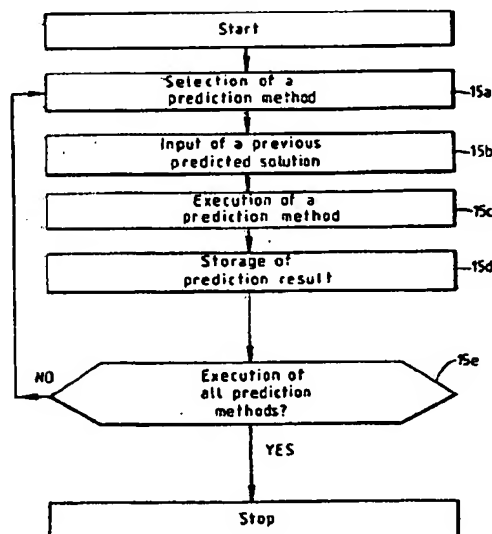 Start
Selection of a
prediction method
15a
Input of a previous
predicted solution
15b
Execution of a
prediction method
15c
Storage of
prediction result
15d
Execution of
all prediction
methods?
15e
NO
YES
Stop